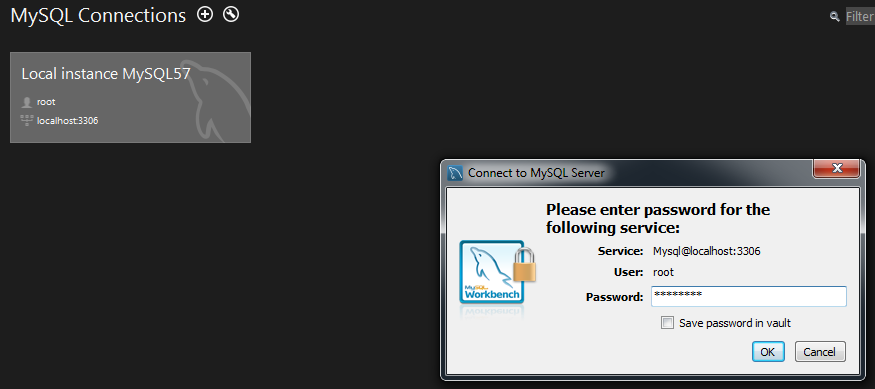 MySQL Connections
Filter
Local instance MySQL57
root
localhost:3306
Connect to MySQL Server
Please enter password for the
following service:
Service: Mysql@localhost:3306
User: root
Password: ********
MySQL
Workbench
Save password in vault
OK Cancel